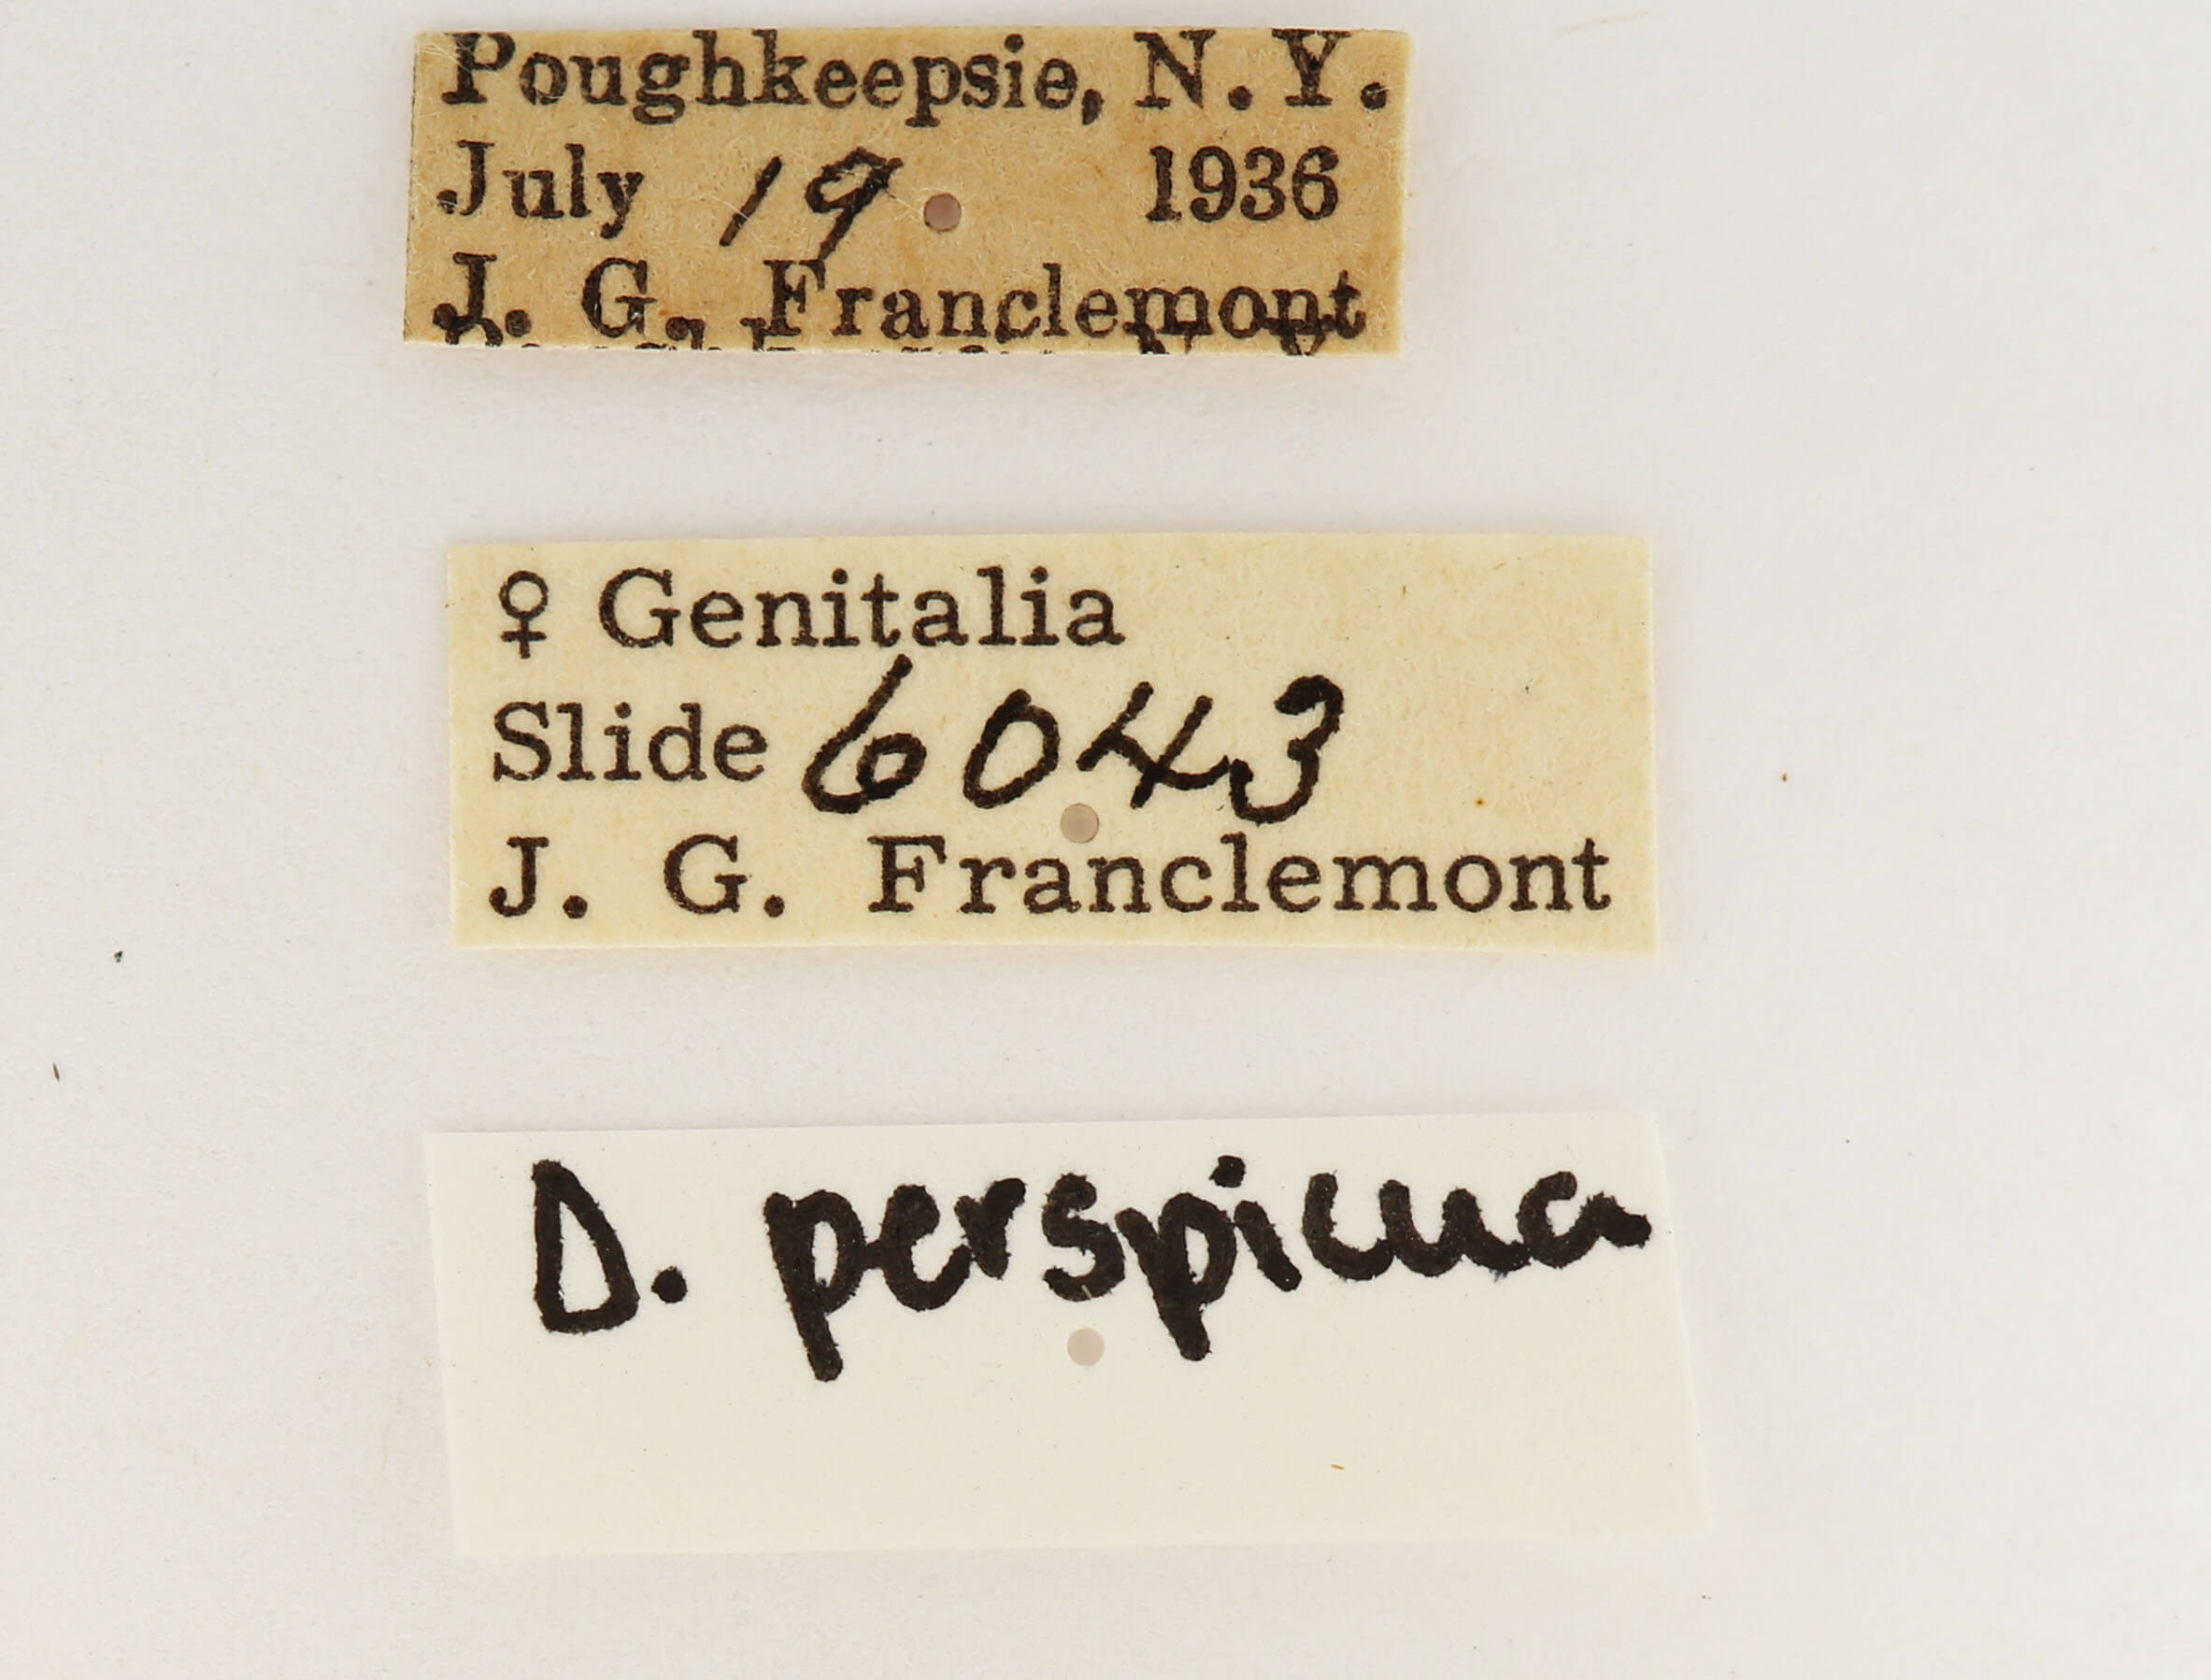 Poughkeepsie, N. Y.
July 19 1936
J. G. Franclemont
♀ Genitalia
Slide 6043
J. G. Franclemont
D. perspicua